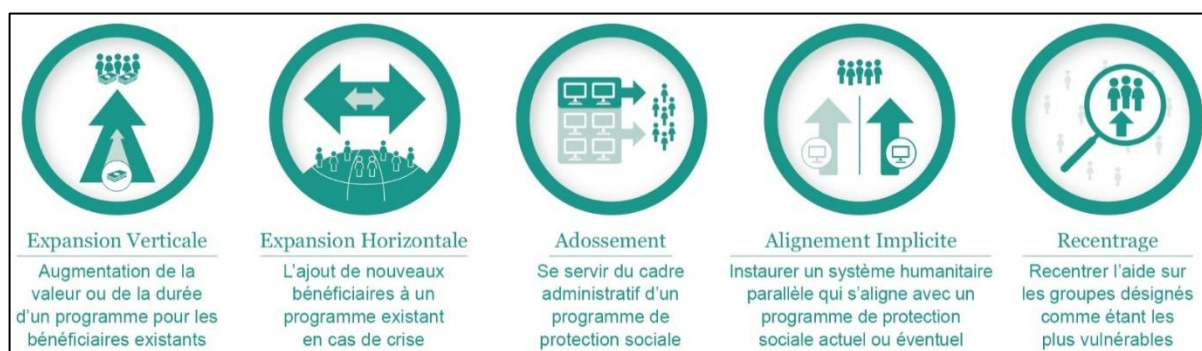 Expansion Verticale
Augmentation de la
valeur ou de la durée
d'un programme pour les
bénéficiaires existants
Expansion Horizontale
L'ajout de nouveaux
bénéficiaires à un
programme existant
en cas de crise
Adossement
Se servir du cadre
administratif d'un
programme de
protection sociale
Alignement Implicite
Instaurer un système humanitaire
parallèle qui s'aligne avec un
programme de protection
sociale actuel ou éventuel
Recentrage
Recentrer l'aide sur
les groupes désignés
comme étant les
plus vulnérables